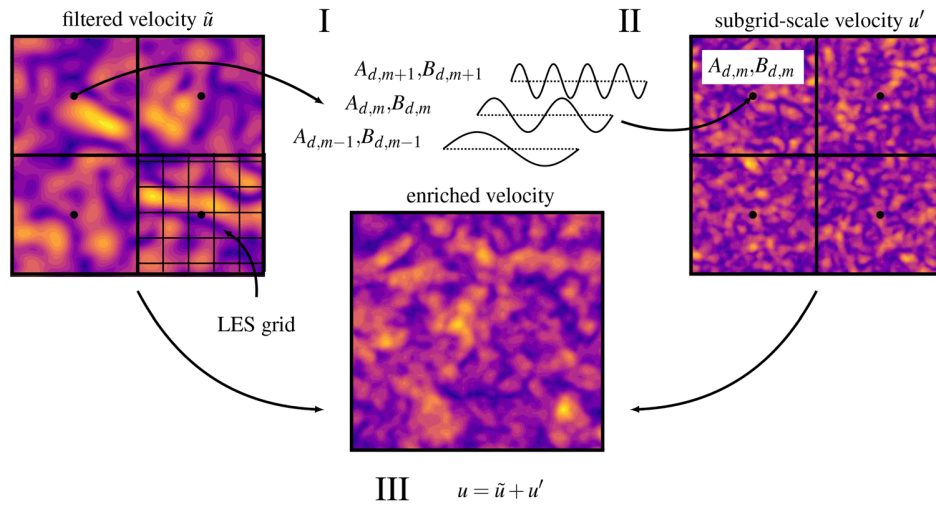 filtered velocity ũ
I
II
subgrid-scale velocity u′
A_{d,m+1},B_{d,m+1}
A_{d,m},B_{d,m}
A_{d,m−1},B_{d,m−1}
A_{d,m},B_{d,m}
enriched velocity
LES grid
III u = ũ + u′